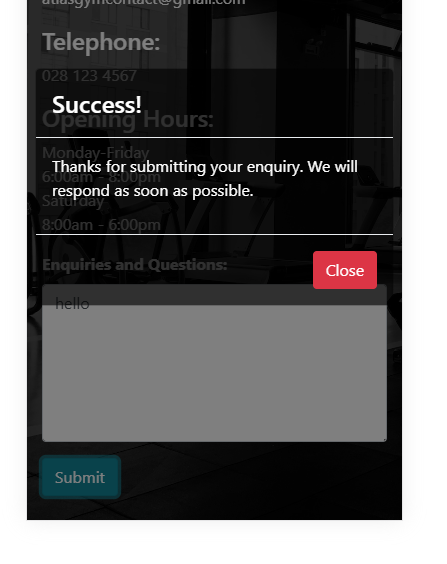 atlasgymcontact@gmail.com
Telephone:
028 123 4567
Success!
Opening Hours:
Monday-Friday
Thanks for submitting your enquiry. We will
6:00am - 8:00pm
respond as soon as possible.
Saturday
8:00am - 6:00pm
Enquiries and Questions:
Close
hello
Submit